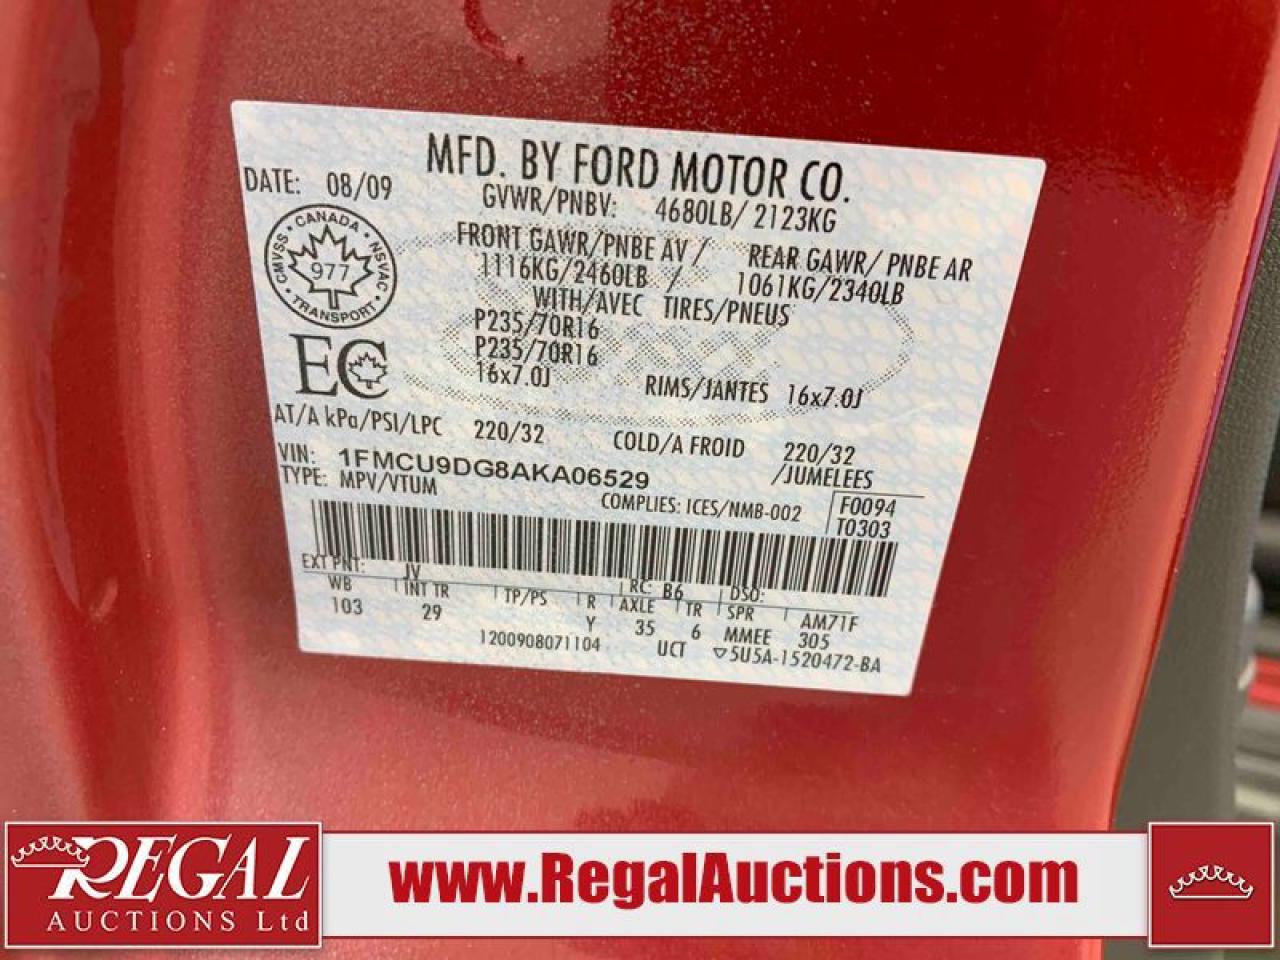 MFD. BY FORD MOTOR CO.
DATE: 08/09
GVWR/PNBV: 4680LB/ 2123KG
FRONT GAWR/PNBE AV / REAR GAWR/ PNBE AR
1116KG/2460LB / 1061KG/2340LB
WITH/AVEC TIRES/PNEUS
P235/70R16
P235/70R16
16x7.0J RIMS/JANTES 16x7.0J
CMVSS · CANADA · NSVAC · TRANSPORT ·
977
EC
AT/A kPa/PSI/LPC 220/32 COLD/A FROID 220/32
VIN: 1FMCU9DG8AKA06529 /JUMELEES
TYPE: MPV/VTUM
COMPLIES: ICES/NMB-002
F0094
T0303
EXT PNT: JV RC: B6 DSO:
WB INT TR TP/PS R AXLE TR SPR AM71F
103 29 Y 35 6 MMEE 305
1200908071104 UCT ▽5U5A-1520472-BA
REGAL
AUCTIONS Ltd
www.RegalAuctions.com